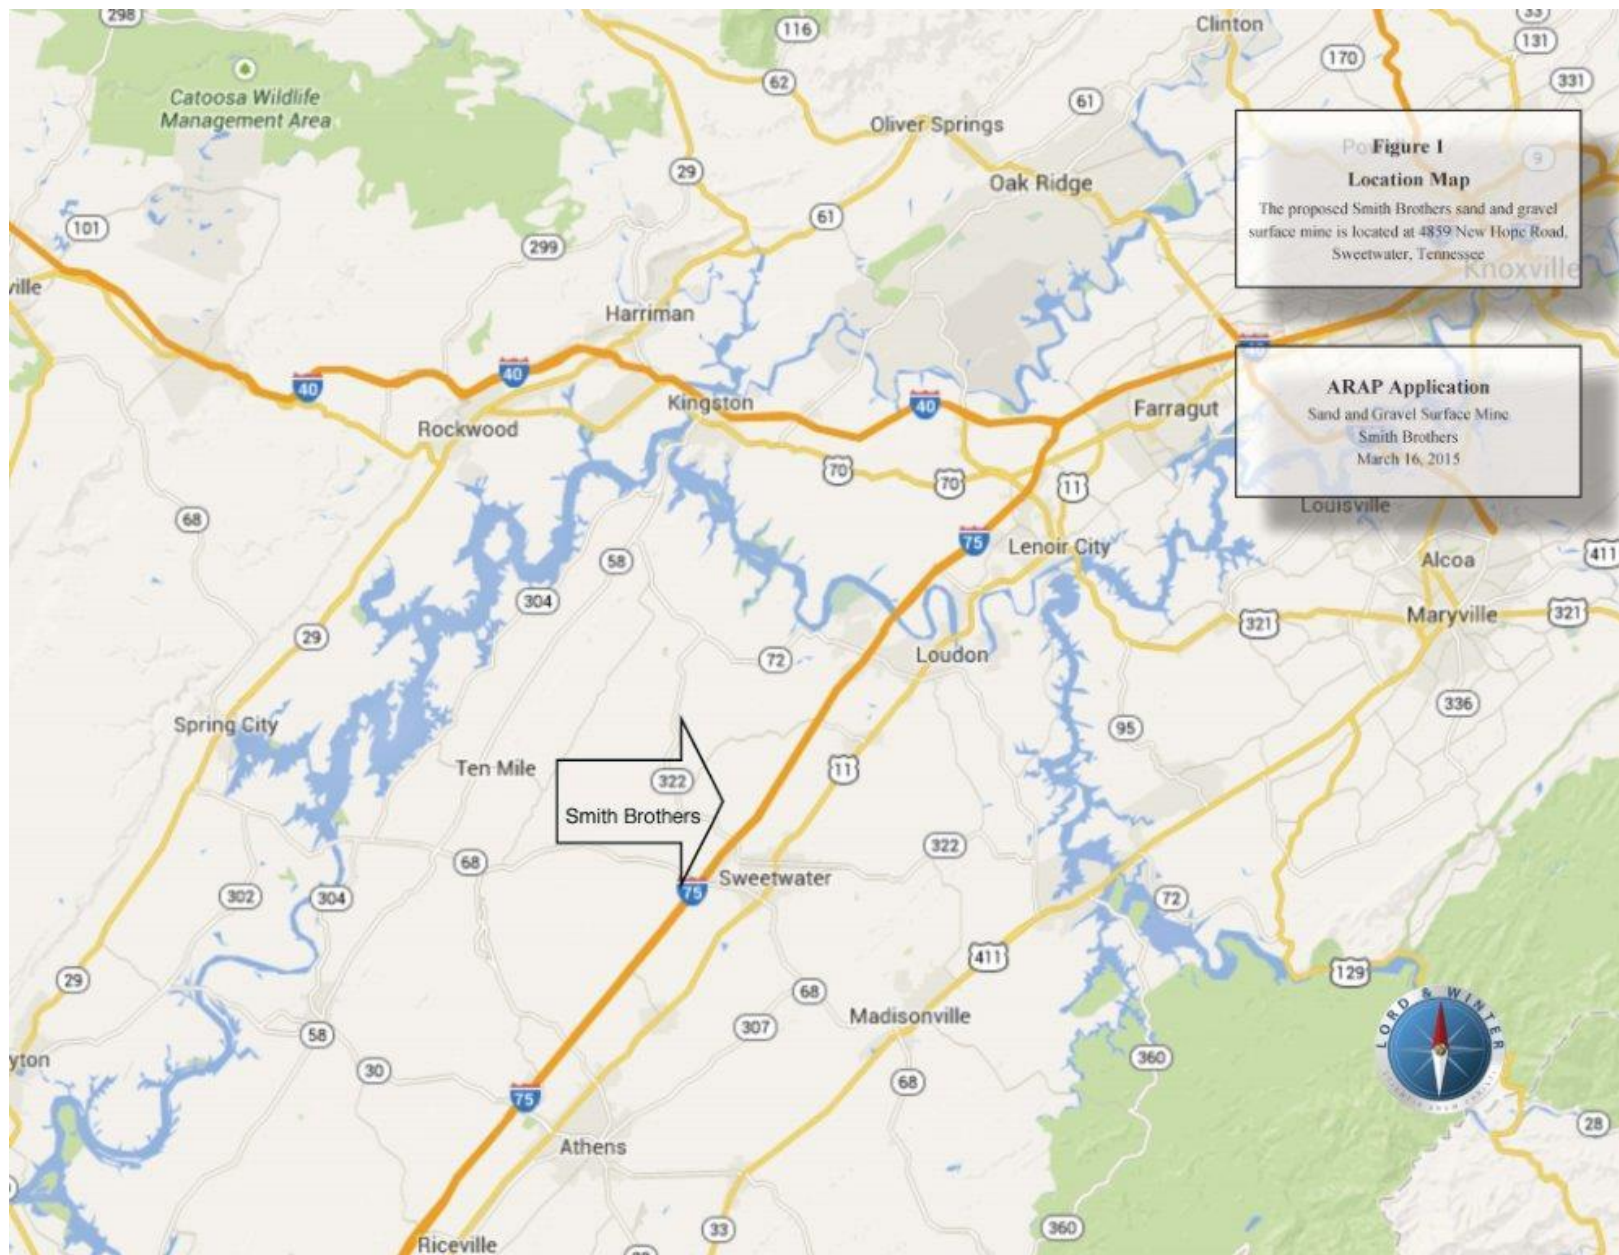 298
116
Clinton
33
131
170
331
62
61
Catoosa Wildlife
Management Area
Oliver Springs
Figure 1
Location Map
The proposed Smith Brothers sand and gravel
surface mine is located at 4859 New Hope Road,
Sweetwater, Tennessee
9
29
Oak Ridge
61
101
299
Knoxville
ville
Harriman
40
40
40
40
Kingston
Rockwood
Farragut
ARAP Application
Sand and Gravel Surface Mine
Smith Brothers
March 16, 2015
70
70
11
68
Louisville
75
Lenoir City
58
Alcoa
411
304
29
321
Maryville
321
72
Loudon
Spring City
336
95
Ten Mile
322
11
Smith Brothers
322
68
Sweetwater
75
302
304
72
411
29
129
68
Madisonville
307
58
LORD & WINTER
yton
30
360
68
75
28
Athens
33
360
Riceville